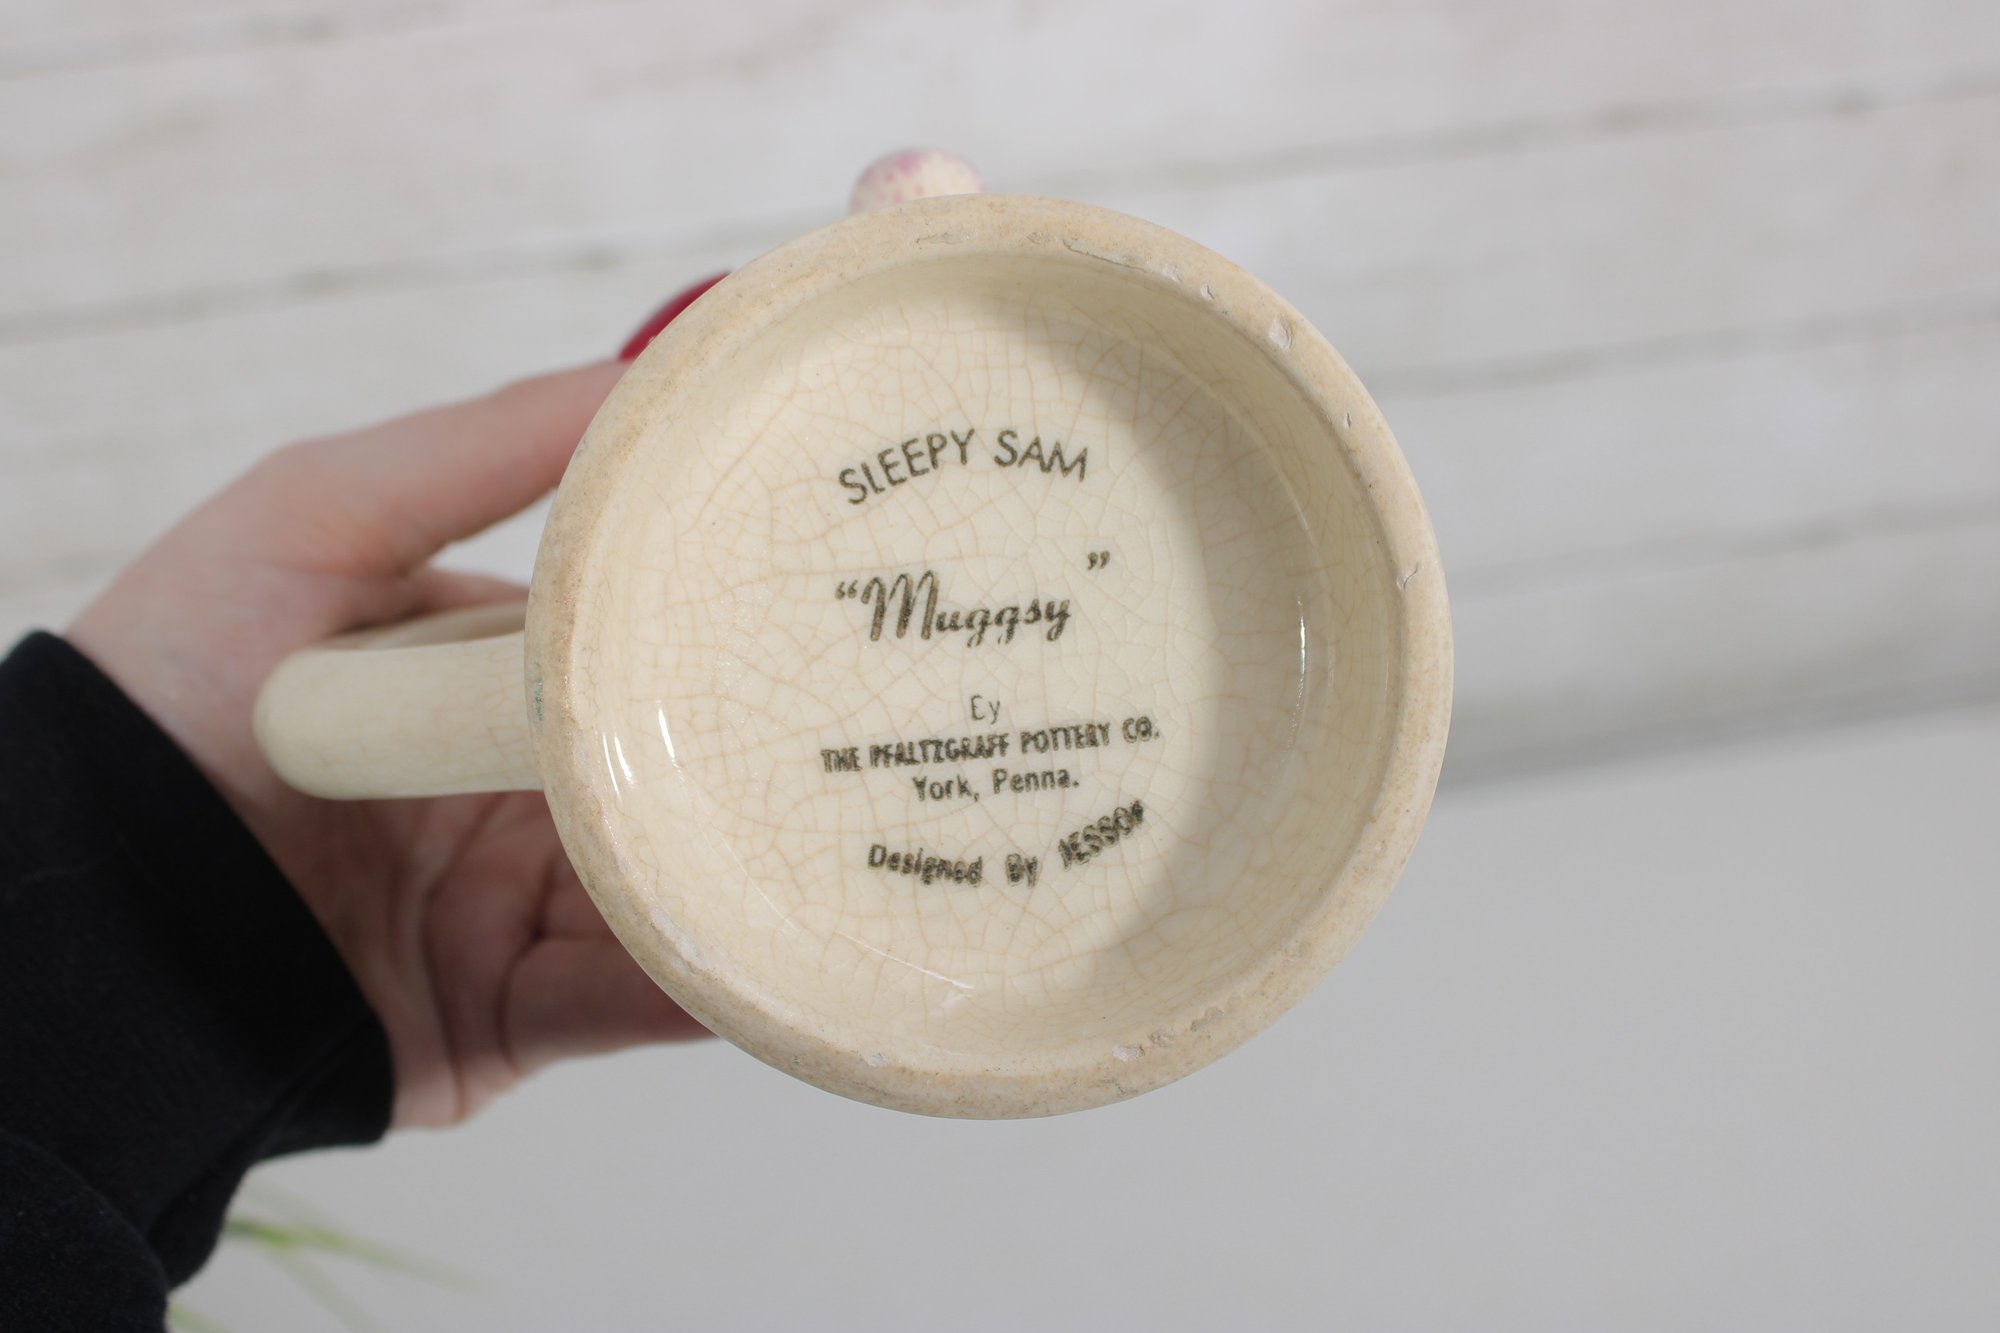 SLEEPY SAM
“Muggsy”
By
THE PFALTZGRAFF POTTERY CO.
York, Penna.
Designed By JESSOP